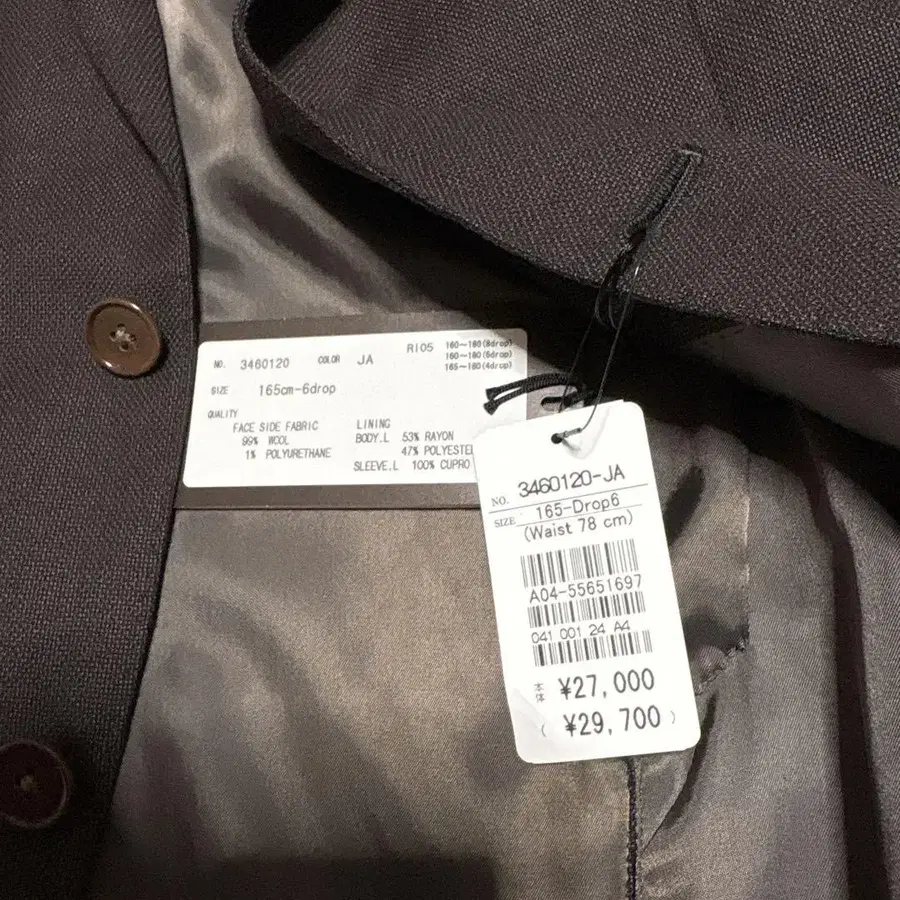 NO. 3460120 COLOR JA RI05 160~180(8drop)
160~180(6drop)
165~180(4drop)
SIZE 165cm-6drop
QUALITY
FACE SIDE FABRIC
99% WOOL
1% POLYURETHANE
LINING
BODY.L 53% RAYON
47% POLYESTE
SLEEVE.L 100% CUPRO
NO. 3460120-JA
SIZE 165-Drop6
(Waist 78 cm)
A04-55651697
041 001 24 A4
本体 ¥27,000
( ¥29,700 )